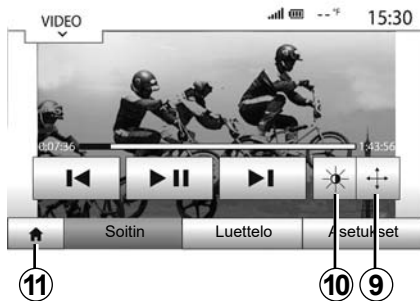 VIDEO
--°F
15:30
0:07:36
1:43:56
Soitin
Luettelo
Asetukset
11
10
9